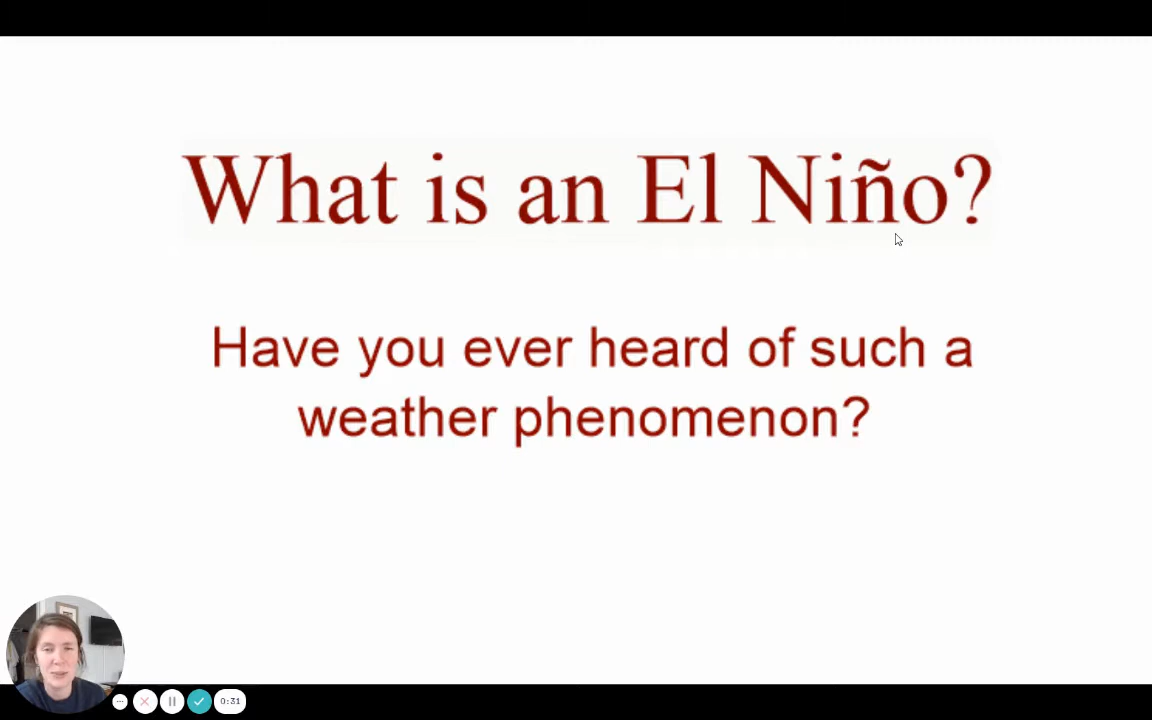 What is an El Niño?
Have you ever heard of such a
weather phenomenon?
0:31